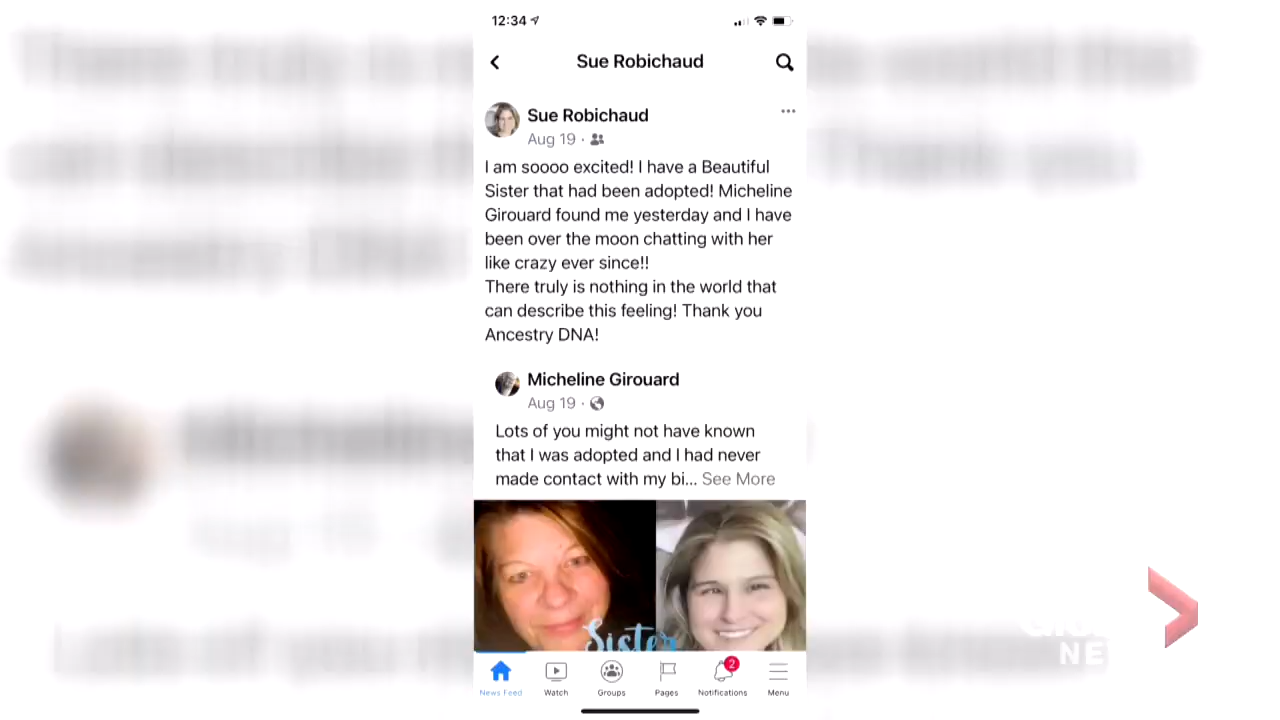 12:34
Sue Robichaud
Sue Robichaud
Aug 19 ·
I am soooo excited! I have a Beautiful
Sister that had been adopted! Micheline
Girouard found me yesterday and I have
been over the moon chatting with her
like crazy ever since!!
There truly is nothing in the world that
can describe this feeling! Thank you
Ancestry DNA!
Micheline Girouard
Aug 19 ·
Lots of you might not have known
that I was adopted and I had never
made contact with my bi... See More
Sister
2
News Feed Watch Groups Pages Notifications Menu